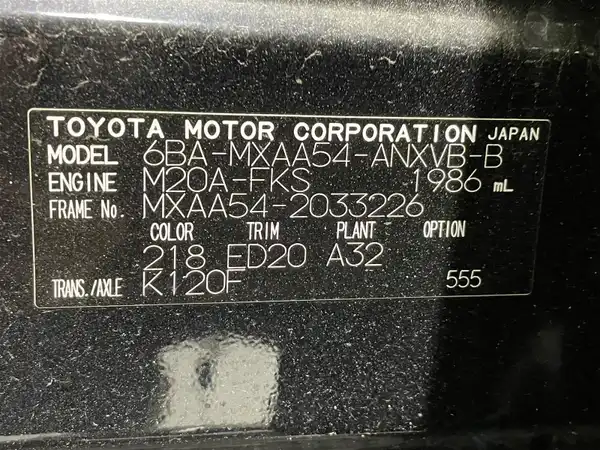 TOYOTA MOTOR CORPORATION JAPAN
MODEL 6BA-MXAA54-ANXVB-B
ENGINE M20A-FKS 1986 mL
FRAME No. MXAA54-2033226
COLOR TRIM PLANT OPTION
218 ED20 A32
TRANS./AXLE K120F 555